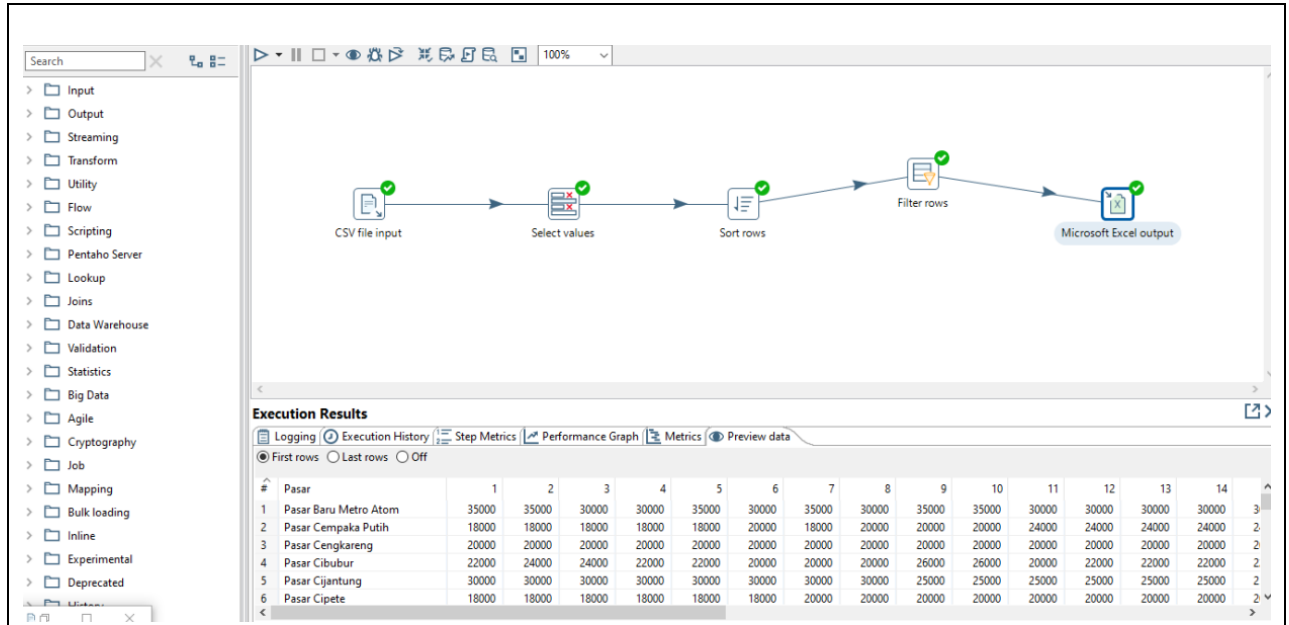 Search
100%
Input
Output
Streaming
Transform
Utility
Flow
Scripting
Pentaho Server
Lookup
Joins
Data Warehouse
Validation
Statistics
Big Data
Agile
Cryptography
Job
Mapping
Bulk loading
Inline
Experimental
Deprecated
History
CSV file input
Select values
Sort rows
Filter rows
Microsoft Excel output
Execution Results
Logging Execution History Step Metrics Performance Graph Metrics Preview data
First rows Last rows Off
# Pasar 1 2 3 4 5 6 7 8 9 10 11 12 13 14
1 Pasar Baru Metro Atom 35000 35000 30000 30000 35000 30000 35000 30000 35000 35000 30000 30000 30000 30000
2 Pasar Cempaka Putih 18000 18000 18000 18000 18000 20000 18000 20000 20000 20000 24000 24000 24000 24000
3 Pasar Cengkareng 20000 20000 20000 20000 20000 20000 20000 20000 20000 20000 20000 20000 20000 20000
4 Pasar Cibubur 22000 24000 24000 22000 22000 20000 20000 20000 26000 26000 20000 22000 22000 22000
5 Pasar Cijantung 30000 30000 30000 30000 30000 30000 30000 30000 25000 25000 25000 25000 25000 25000
6 Pasar Cipete 18000 18000 18000 18000 18000 18000 20000 20000 20000 20000 20000 20000 20000 20000